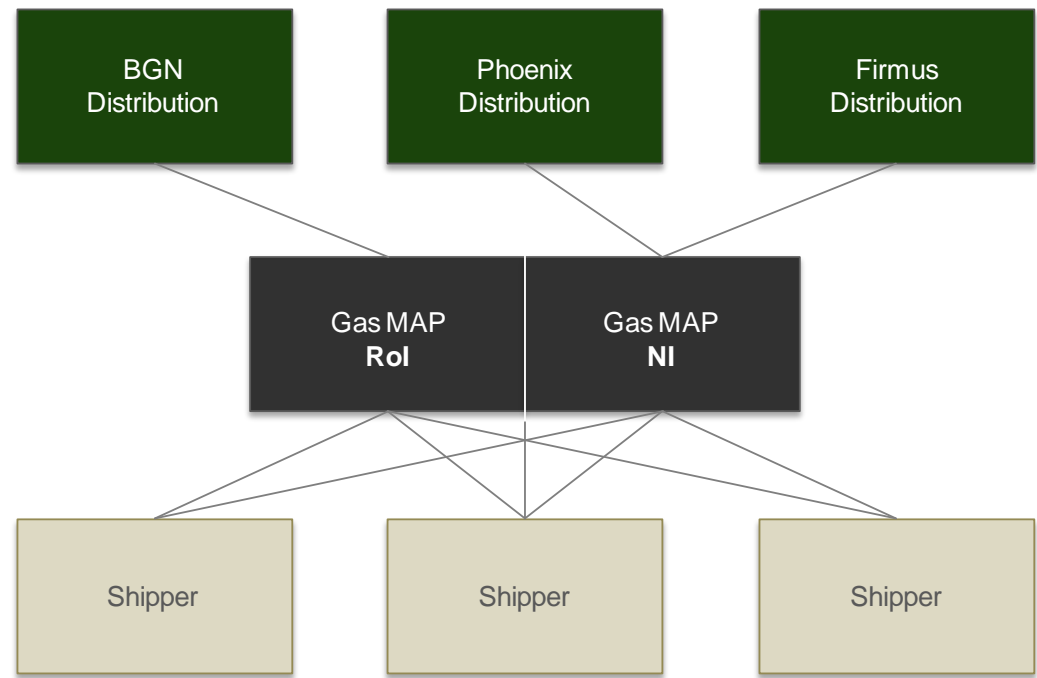 BGN
Distribution
Phoenix
Distribution
Firmus
Distribution
Gas MAP
RoI
Gas MAP
NI
Shipper
Shipper
Shipper